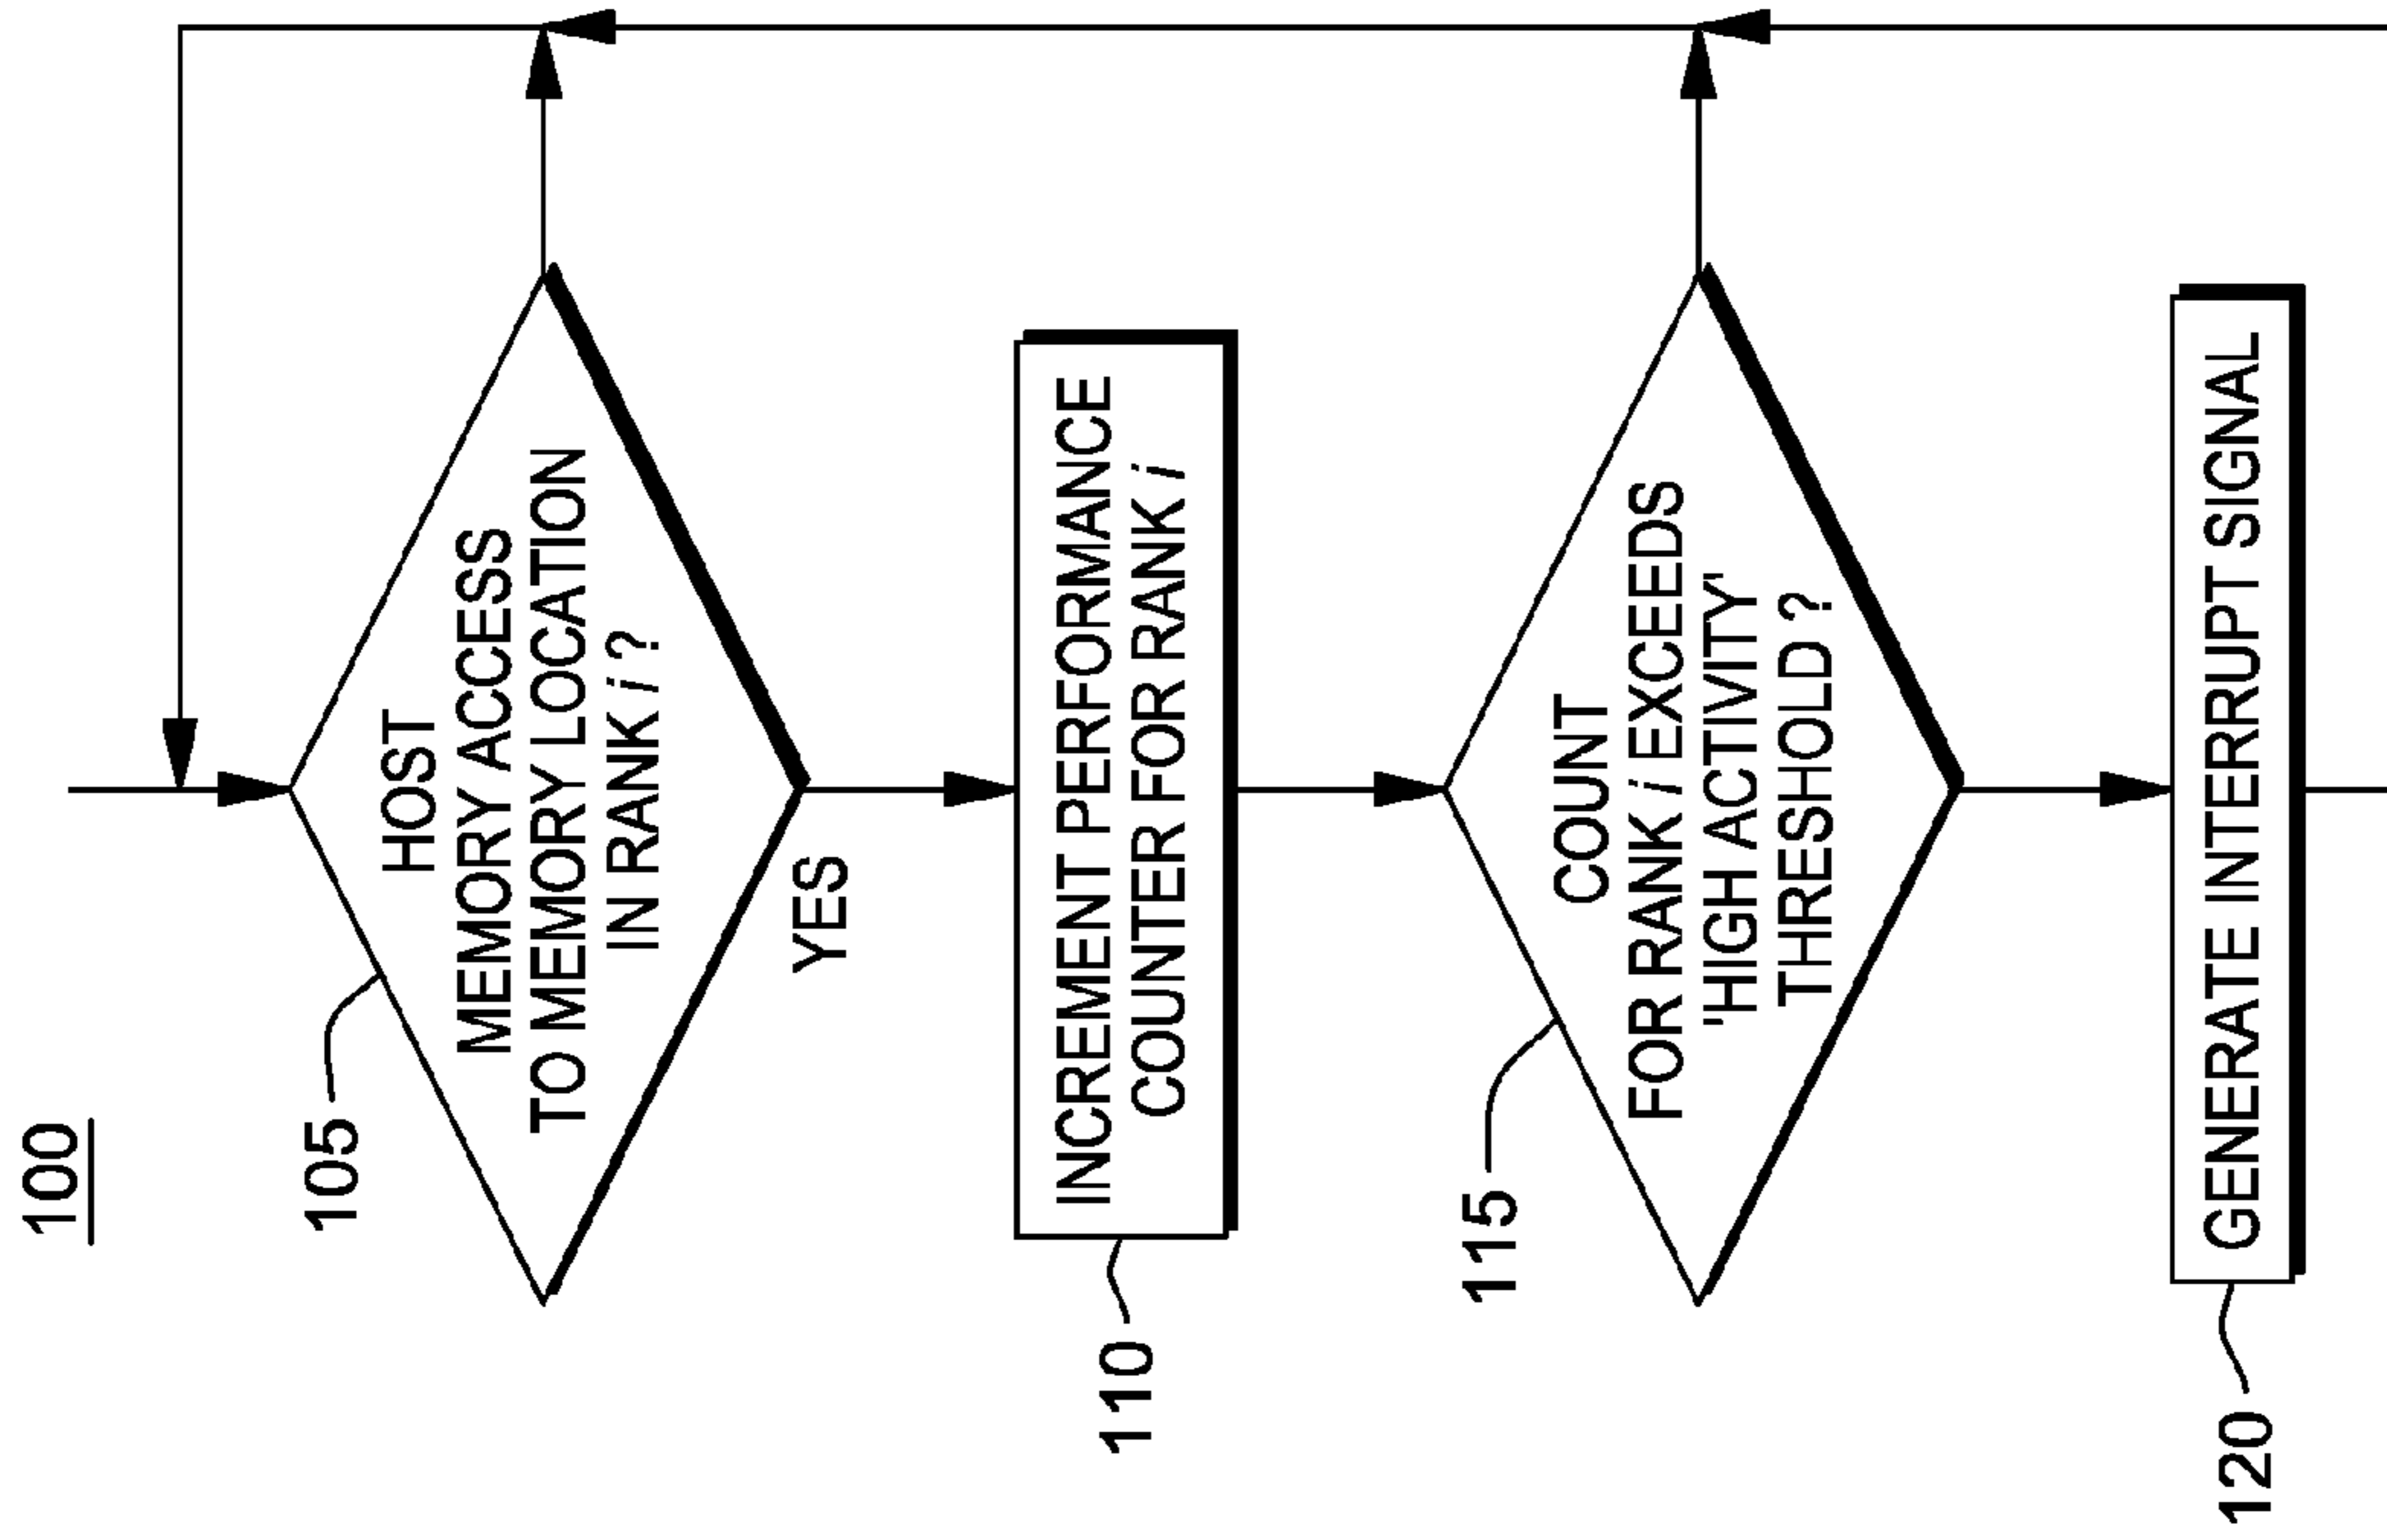 100
105
HOST
MEMORY ACCESS
TO MEMORY LOCATION
IN RANK i ?
YES
110
INCREMENT PERFORMANCE
COUNTER FOR RANK i
115
COUNT
FOR RANK i EXCEEDS
'HIGH ACTIVITY'
THRESHOLD ?
120
GENERATE INTERRUPT SIGNAL